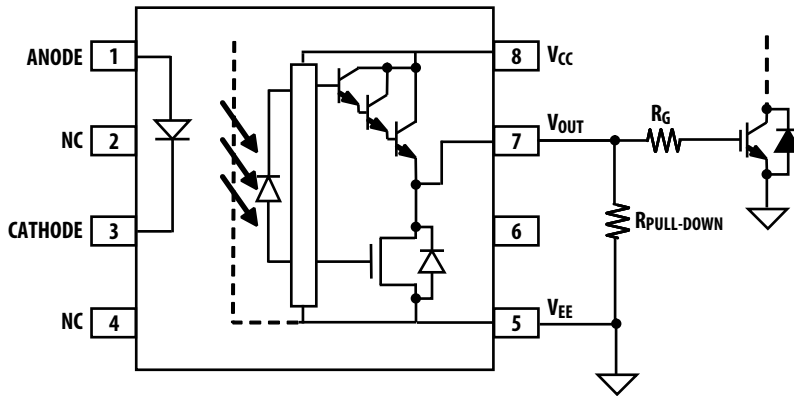 ANODE 1
NC 2
CATHODE 3
NC 4
8 VCC
7 VOUT
6
5 VEE
RG
RPULL-DOWN